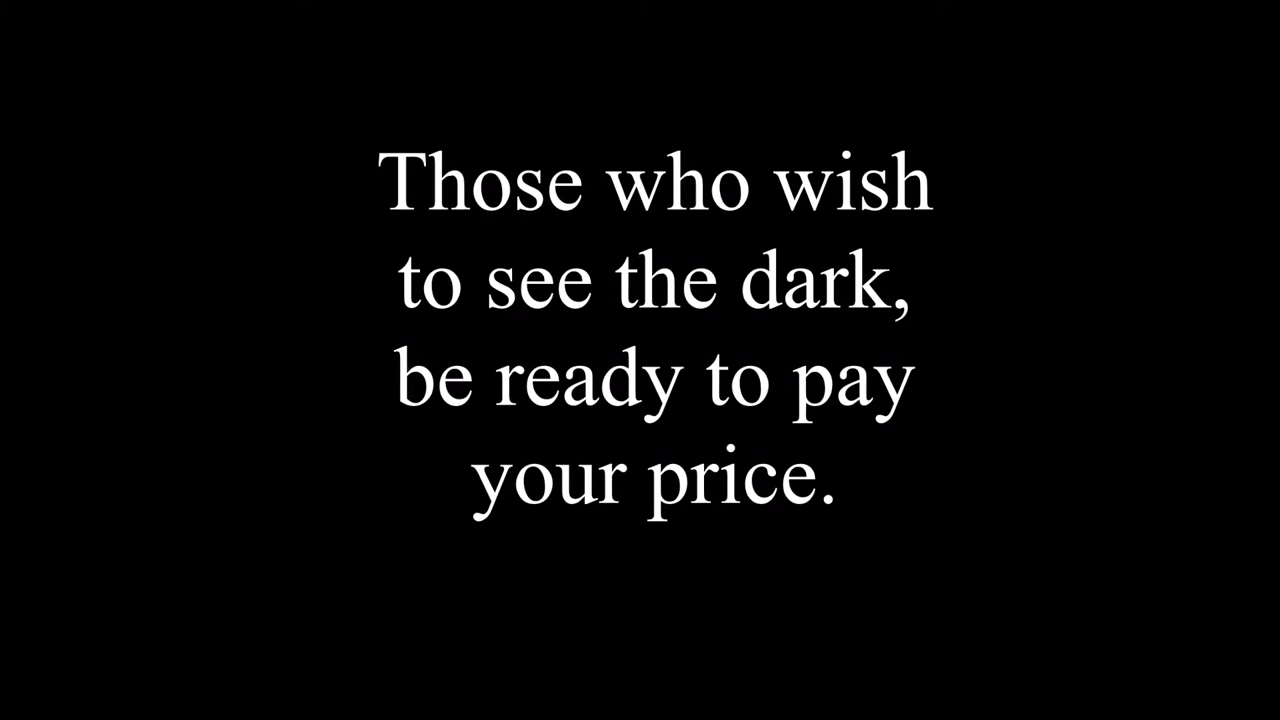 Those who wish
to see the dark,
be ready to pay
your price.